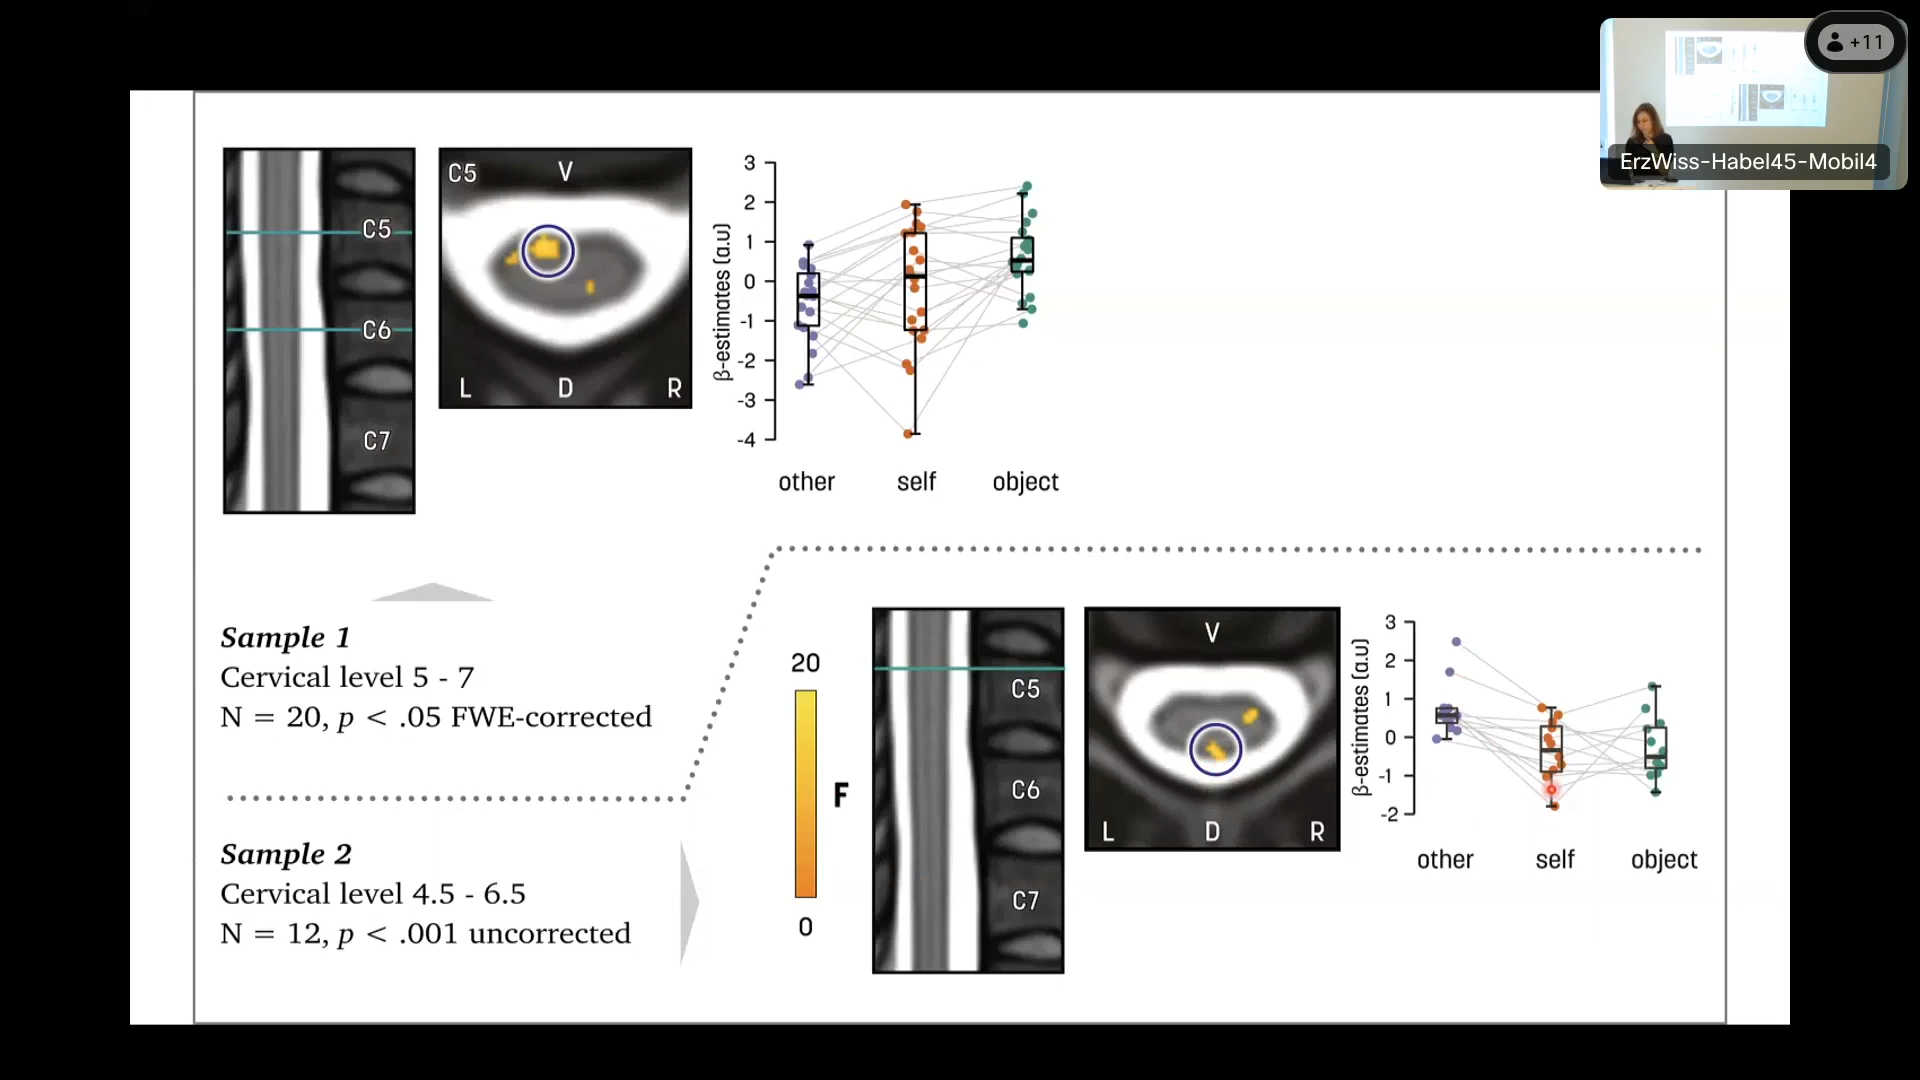 +11
ErzWiss-Habel45-Mobil4
C5
C6
C7
C5
V
L
D
R
β-estimates (a.u)
3
2
1
0
-1
-2
-3
-4
other
self
object
Sample 1
Cervical level 5 - 7
N = 20, p < .05 FWE-corrected
Sample 2
Cervical level 4.5 - 6.5
N = 12, p < .001 uncorrected
20
0
F
C5
C6
C7
V
L
D
R
β-estimates (a.u)
3
2
1
0
-1
-2
other
self
object